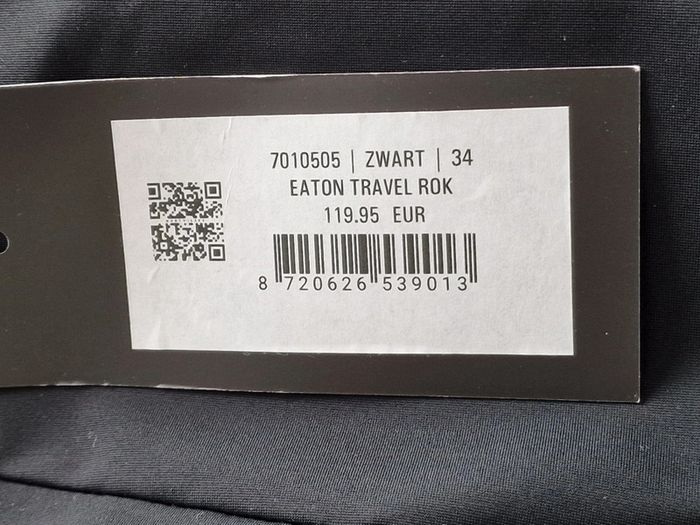 7010505 | ZWART | 34
EATON TRAVEL ROK
119.95 EUR
8 720626 539013